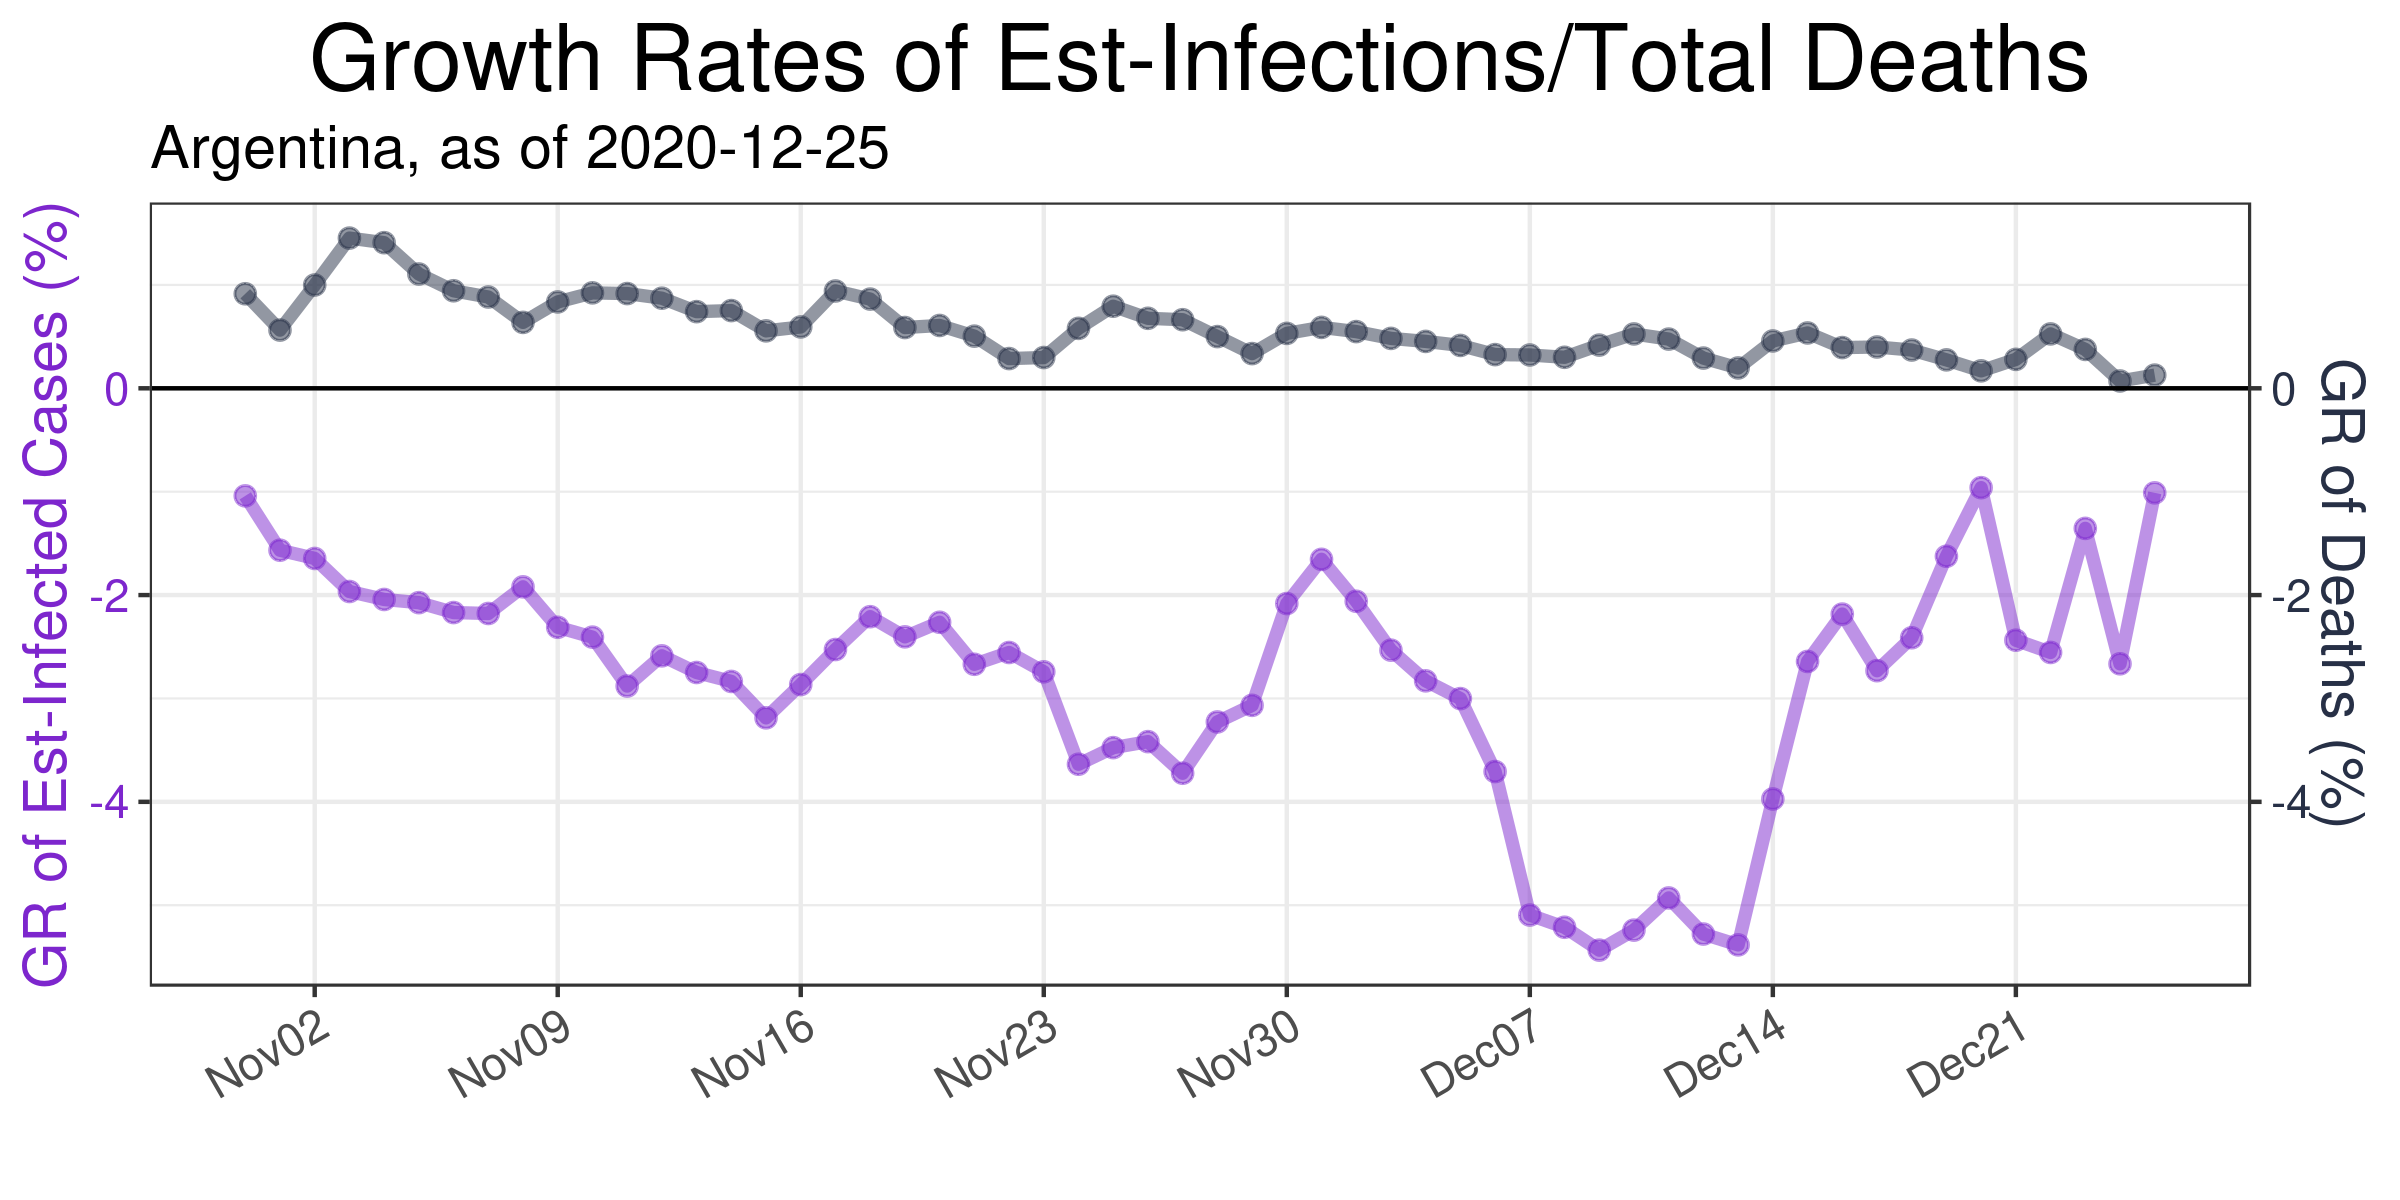 Growth Rates of Est-Infections/Total Deaths
Argentina, as of 2020-12-25
GR of Est-Infected Cases (%)
0
-2
-4
0
-2
-4
GR of Deaths (%)
Nov02
Nov09
Nov16
Nov23
Nov30
Dec07
Dec14
Dec21